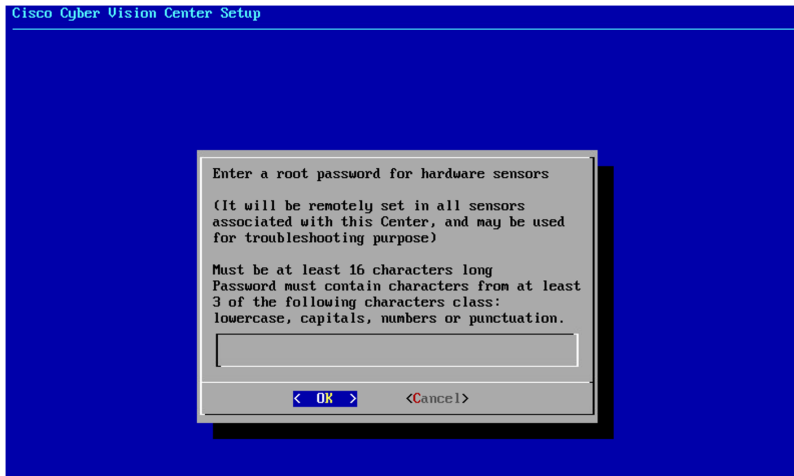 Cisco Cyber Vision Center Setup
Enter a root password for hardware sensors
(It will be remotely set in all sensors
associated with this Center, and may be used
for troubleshooting purpose)
Must be at least 16 characters long
Password must contain characters from at least
3 of the following characters class:
lowercase, capitals, numbers or punctuation.
< OK > <Cancel>